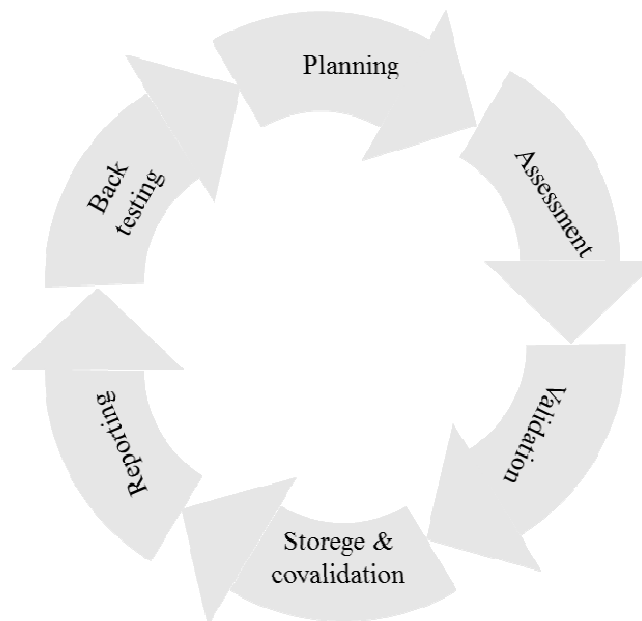 Planning
Assessment
Validation
Storege &
covalidation
Reporting
Back
testing